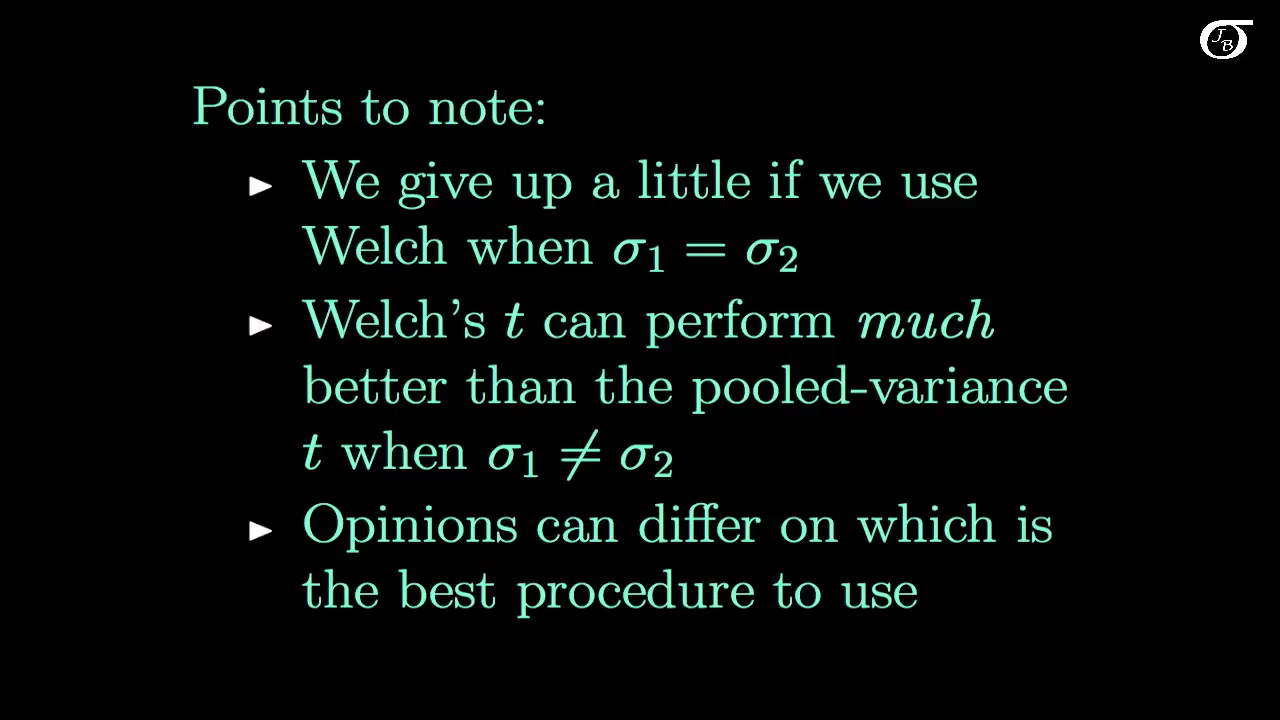 σ
J
B
Points to note:
► We give up a little if we use
Welch when σ₁ = σ₂
► Welch's t can perform much
better than the pooled-variance
t when σ₁ ≠ σ₂
► Opinions can differ on which is
the best procedure to use